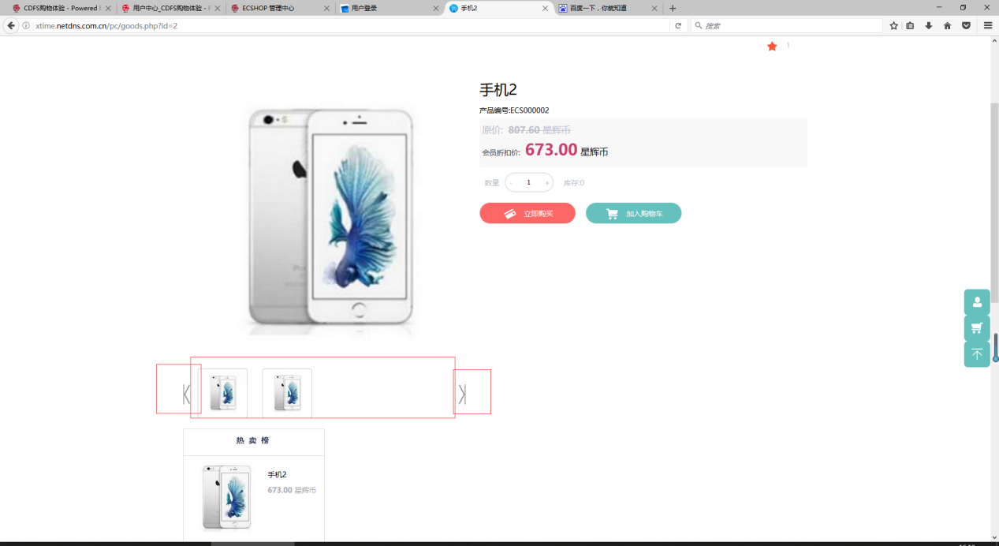 CDFS购物体验 - Powered
用户中心_CDFS购物体验 -
ECSHOP 管理中心
用户登录
手机2
百度一下，你就知道
xtime.netdns.com.cn/pc/goods.php?id=2
搜索
1
手机2
产品编号:ECS000002
原价: 807.60 星辉币
会员折扣价: 673.00 星辉币
数量 - 1 + 库存:0
立即购买 加入购物车
热 卖 榜
手机2
673.00 星辉币